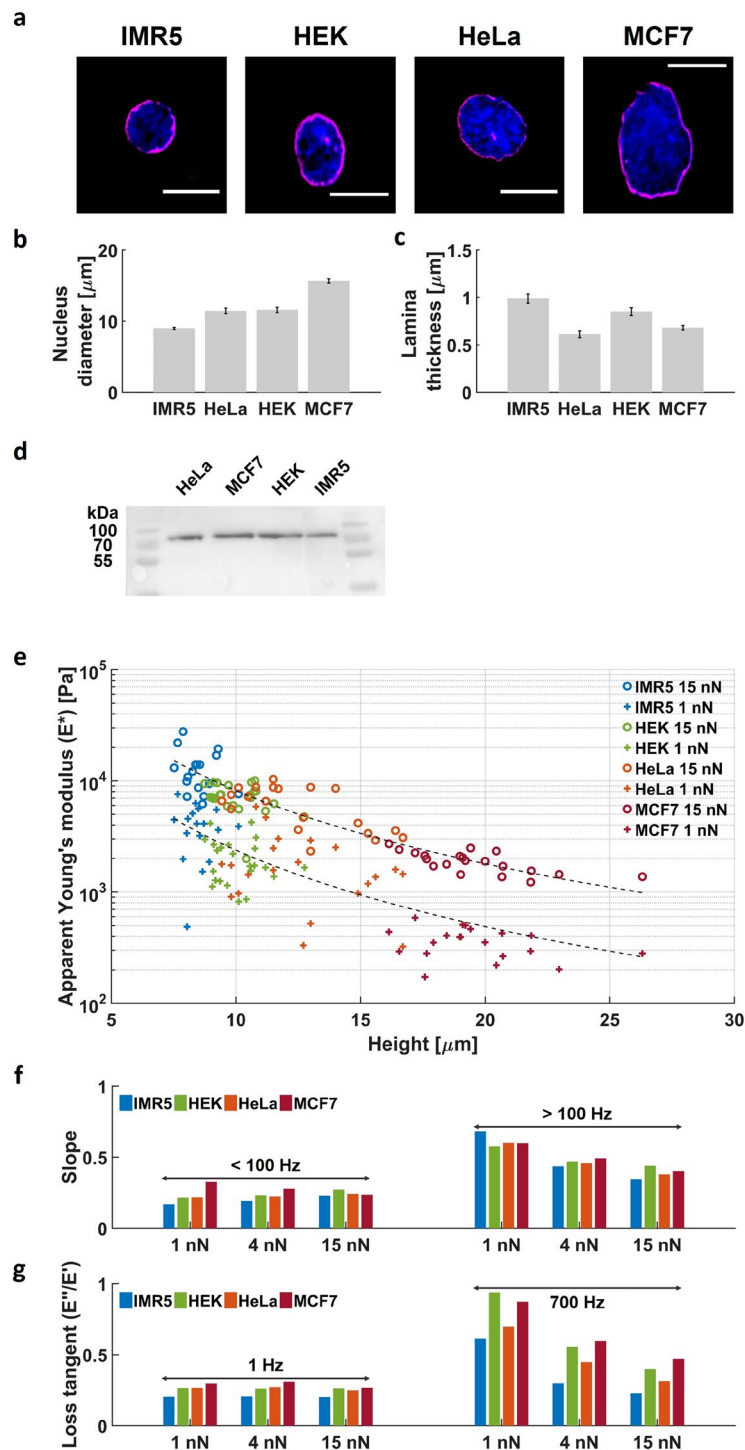 a
IMR5 HEK HeLa MCF7
b
Nucleus
diameter [μm]
20
10
0
IMR5 HeLa HEK MCF7
c
Lamina
thickness [μm]
1.5
1
0.5
0
IMR5 HeLa HEK MCF7
d
HeLa MCF7 HEK IMR5
kDa
100
70
55
e
Apparent Young's modulus (E*) [Pa]
10^5
10^4
10^3
10^2
IMR5 15 nN
IMR5 1 nN
HEK 15 nN
HEK 1 nN
HeLa 15 nN
HeLa 1 nN
MCF7 15 nN
MCF7 1 nN
5 10 15 20 25 30
Height [μm]
f
Slope
1
0.5
0
IMR5 HEK HeLa MCF7
< 100 Hz
> 100 Hz
1 nN 4 nN 15 nN 1 nN 4 nN 15 nN
g
Loss tangent (E"/E')
1
0.5
0
IMR5 HEK HeLa MCF7
1 Hz
700 Hz
1 nN 4 nN 15 nN 1 nN 4 nN 15 nN